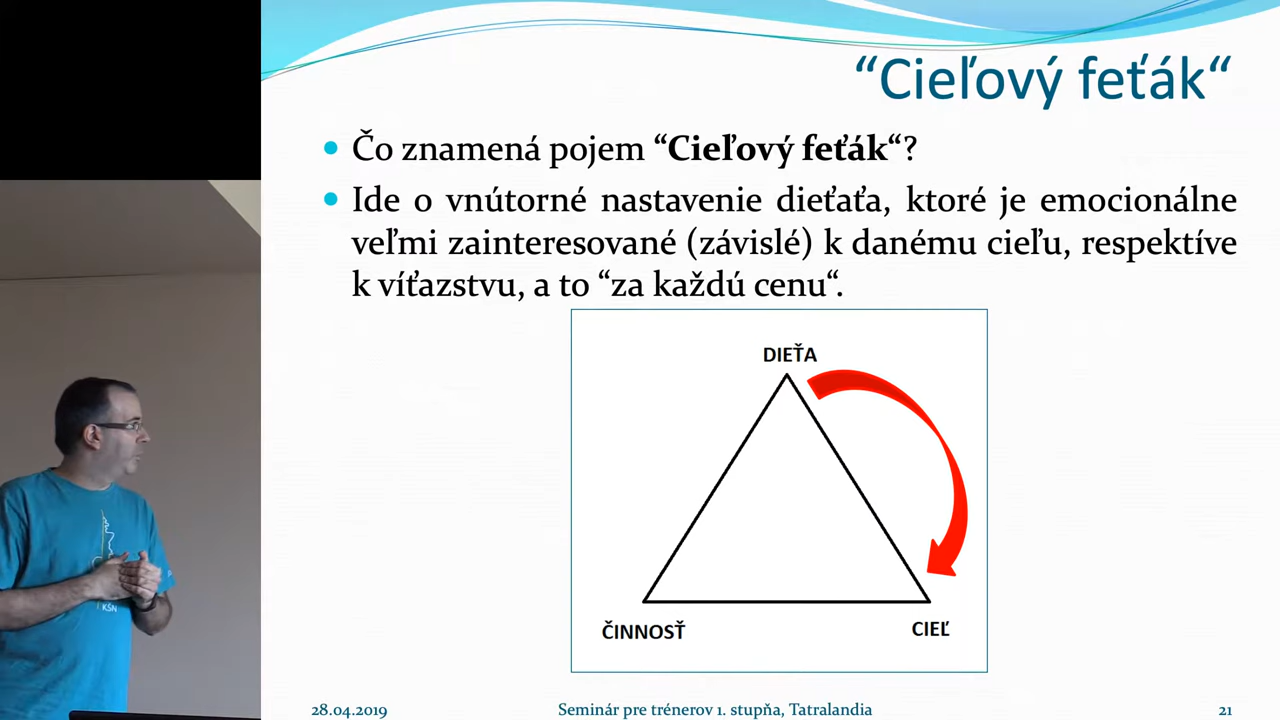 “Cieľový feťák“
Čo znamená pojem “Cieľový feťák“?
Ide o vnútorné nastavenie dieťaťa, ktoré je emocionálne
veľmi zainteresované (závislé) k danému cieľu, respektíve
k víťazstvu, a to “za každú cenu“.
DIEŤA
ČINNOSŤ
CIEĽ
KŠN
28.04.2019
Seminár pre trénerov 1. stupňa, Tatralandia
21